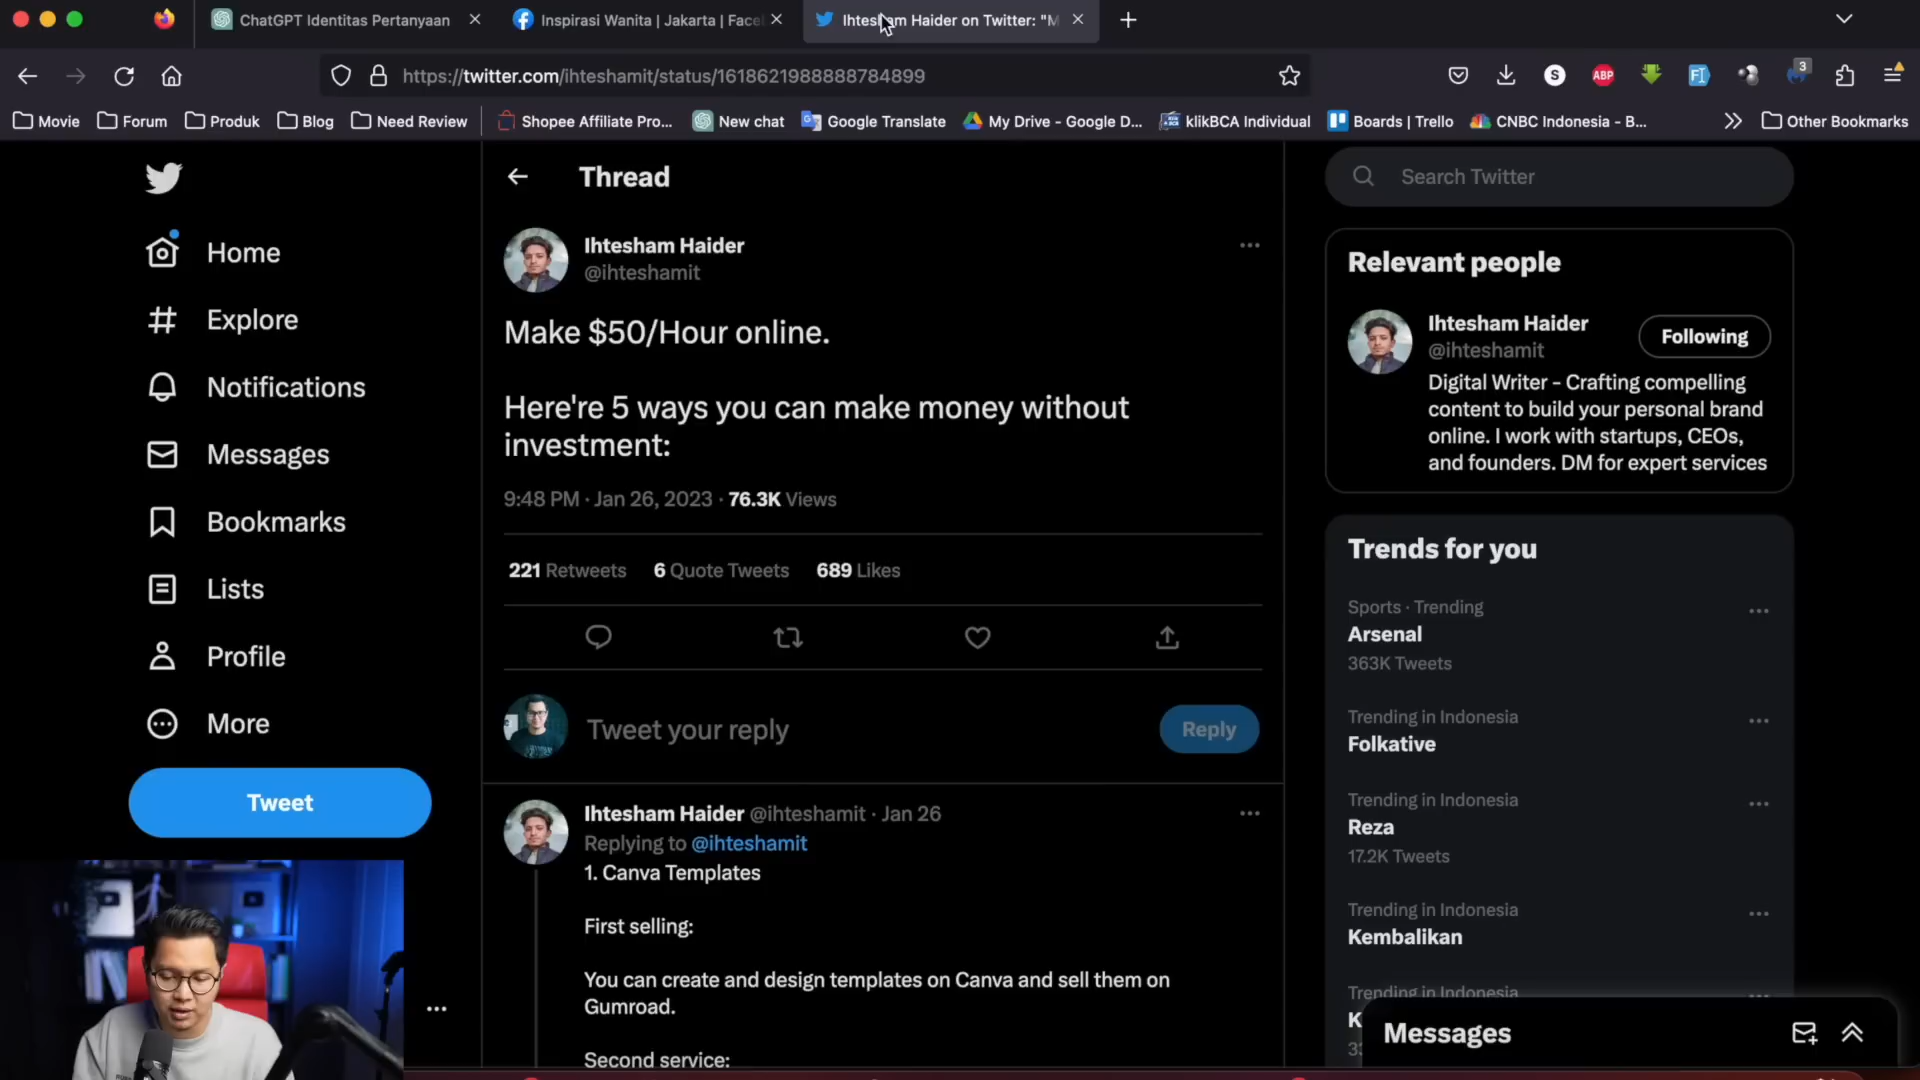 ChatGPT Identitas Pertanyaan
Inspirasi Wanita | Jakarta | Face
Ihtesham Haider on Twitter: "M
https://twitter.com/ihteshamit/status/1618621988888784899
S
ABP
FI
3
Movie
Forum
Produk
Blog
Need Review
Shopee Affiliate Pro...
New chat
Google Translate
My Drive - Google D...
klikBCA Individual
Boards | Trello
CNBC Indonesia - B...
Other Bookmarks
Home
Explore
Notifications
Messages
Bookmarks
Lists
Profile
More
Tweet
Thread
Ihtesham Haider
@ihteshamit
Make $50/Hour online.
Here're 5 ways you can make money without
investment:
9:48 PM · Jan 26, 2023 · 76.3K Views
221 Retweets 6 Quote Tweets 689 Likes
Tweet your reply
Reply
Ihtesham Haider @ihteshamit · Jan 26
Replying to @ihteshamit
1. Canva Templates
First selling:
You can create and design templates on Canva and sell them on
Gumroad.
Second service:
Search Twitter
Relevant people
Ihtesham Haider
@ihteshamit
Following
Digital Writer - Crafting compelling
content to build your personal brand
online. I work with startups, CEOs,
and founders. DM for expert services
Trends for you
Sports · Trending
Arsenal
363K Tweets
Trending in Indonesia
Folkative
Trending in Indonesia
Reza
17.2K Tweets
Trending in Indonesia
Kembalikan
Trending in Indonesia
Messages